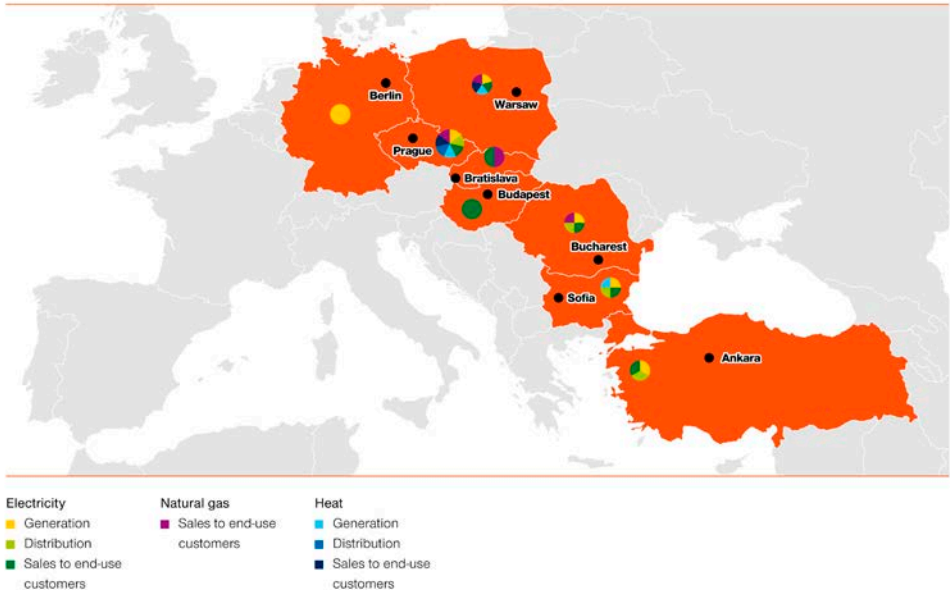 Berlin
Warsaw
Prague
Bratislava
Budapest
Bucharest
Sofia
Ankara
Electricity
Generation
Distribution
Sales to end-use
customers
Natural gas
Sales to end-use
customers
Heat
Generation
Distribution
Sales to end-use
customers